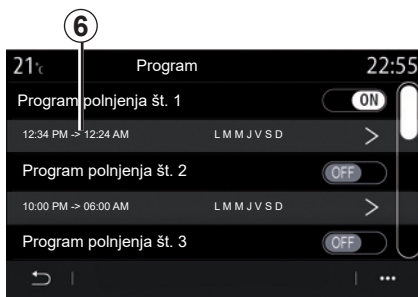 6
21°c Program 22:55
Program polnjenja št. 1 ON
12:34 PM -> 12:24 AM L M M J V S D
Program polnjenja št. 2 OFF
10:00 PM -> 06:00 AM L M M J V S D
Program polnjenja št. 3 OFF